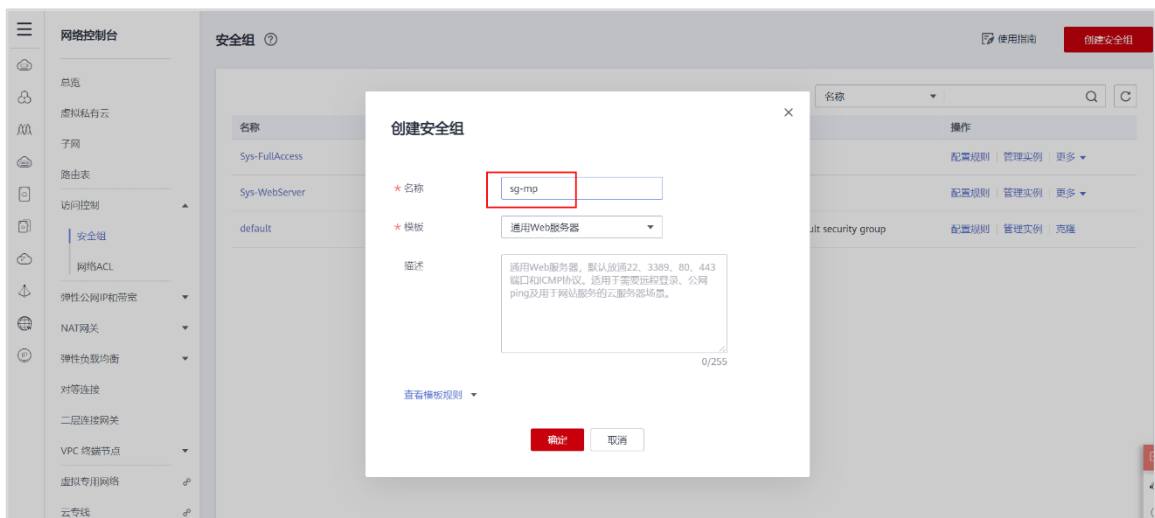 网络控制台
安全组
使用指南
创建安全组
总览
虚拟私有云
子网
路由表
访问控制
安全组
网络ACL
弹性公网IP和带宽
NAT网关
弹性负载均衡
对等连接
二层连接网关
VPC 终端节点
虚拟专用网络
云专线
名称
名称
操作
Sys-FullAccess
配置规则 管理实例 更多
Sys-WebServer
配置规则 管理实例 更多
default
ult security group
配置规则 管理实例 克隆
创建安全组
* 名称
sg-mp
* 模板
通用Web服务器
描述
通用Web服务器，默认放通22、3389、80、443
端口和ICMP协议。适用于需要远程登录、公网
ping及用于网站服务的云服务器场景。
0/255
查看模板规则
确定
取消